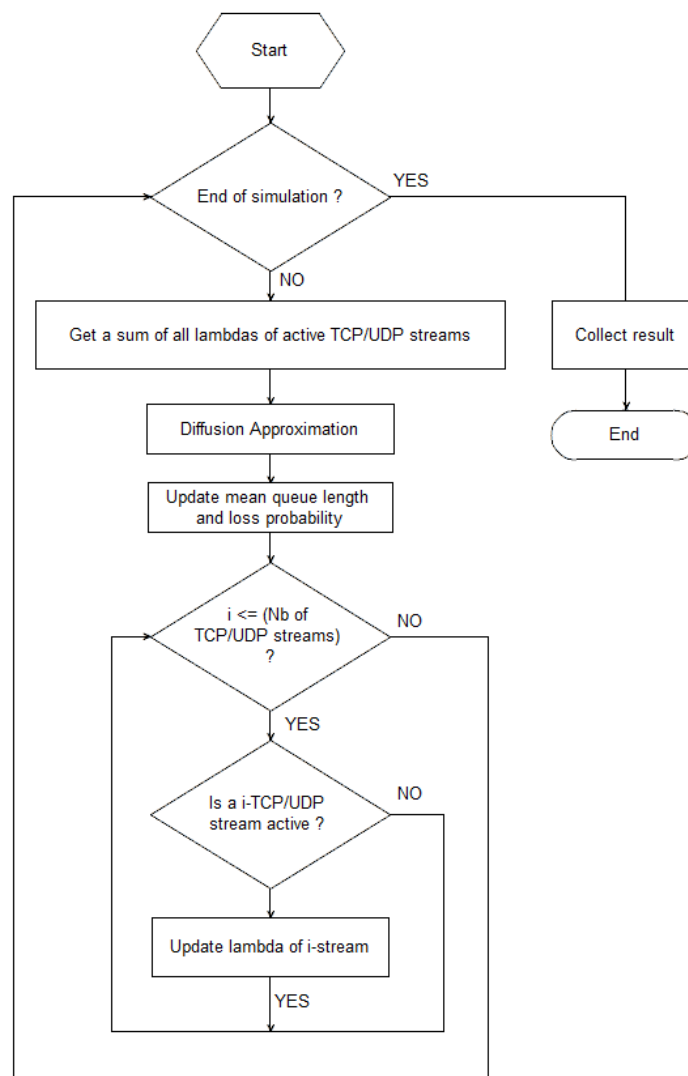 Start
End of simulation ?
YES
NO
Get a sum of all lambdas of active TCP/UDP streams
Collect result
Diffusion Approximation
End
Update mean queue length
and loss probability
i <= (Nb of
TCP/UDP streams)
?
NO
YES
Is a i-TCP/UDP
stream active ?
NO
Update lambda of i-stream
YES